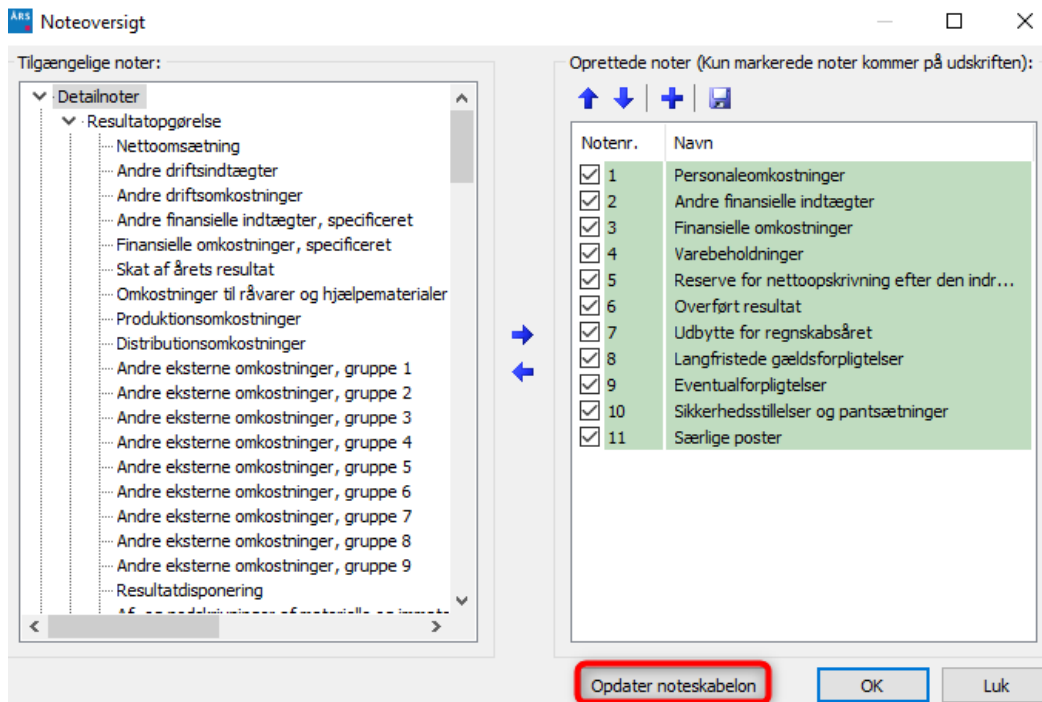 ÅRS Noteoversigt
Tilgængelige noter:
Detailnoter
Resultatopgørelse
Nettoomsætning
Andre driftsindtægter
Andre driftsomkostninger
Andre finansielle indtægter, specificeret
Finansielle omkostninger, specificeret
Skat af årets resultat
Omkostninger til råvarer og hjælpematerialer
Produktionsomkostninger
Distributionsomkostninger
Andre eksterne omkostninger, gruppe 1
Andre eksterne omkostninger, gruppe 2
Andre eksterne omkostninger, gruppe 3
Andre eksterne omkostninger, gruppe 4
Andre eksterne omkostninger, gruppe 5
Andre eksterne omkostninger, gruppe 6
Andre eksterne omkostninger, gruppe 7
Andre eksterne omkostninger, gruppe 8
Andre eksterne omkostninger, gruppe 9
Resultatdisponering
Oprettede noter (Kun markerede noter kommer på udskriften):
Notenr. Navn
1 Personaleomkostninger
2 Andre finansielle indtægter
3 Finansielle omkostninger
4 Varebeholdninger
5 Reserve for nettoopskrivning efter den indr...
6 Overført resultat
7 Udbytte for regnskabsåret
8 Langfristede gældsforpligtelser
9 Eventualforpligtelser
10 Sikkerhedsstillelser og pantsætninger
11 Særlige poster
Opdater noteskabelon OK Luk